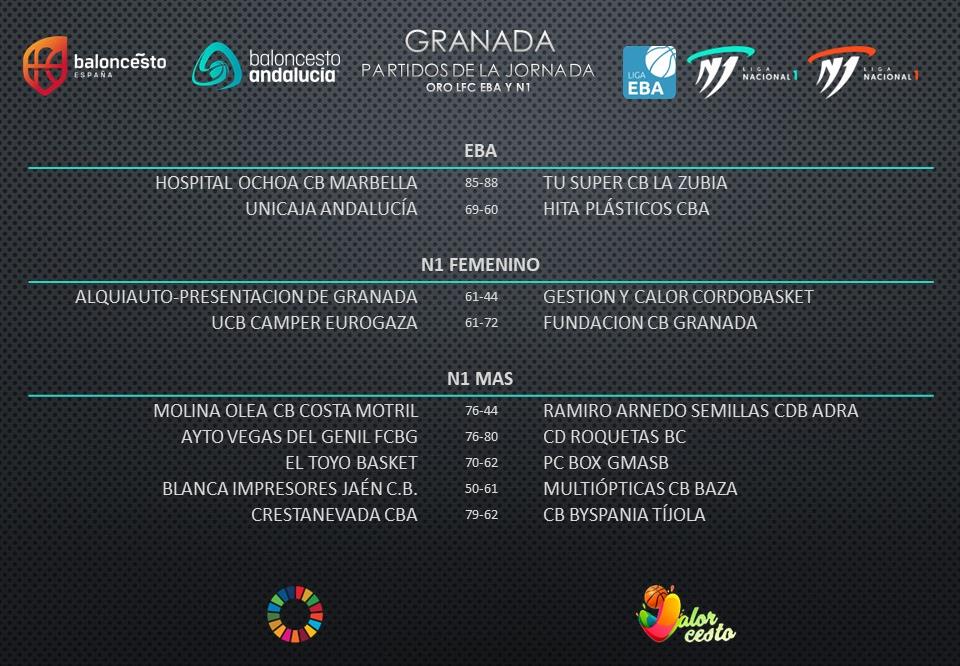 baloncesto
ESPAÑA
baloncesto
andalucía
GRANADA
PARTIDOS DE LA JORNADA
ORO LFC EBA Y N1
LIGA
EBA
N1 LIGA
NACIONAL 1
N1 LIGA
NACIONAL 1
EBA
HOSPITAL OCHOA CB MARBELLA 85-88 TU SUPER CB LA ZUBIA
UNICAJA ANDALUCÍA 69-60 HITA PLÁSTICOS CBA
N1 FEMENINO
ALQUIAUTO-PRESENTACION DE GRANADA 61-44 GESTION Y CALOR CORDOBASKET
UCB CAMPER EUROGAZA 61-72 FUNDACION CB GRANADA
N1 MAS
MOLINA OLEA CB COSTA MOTRIL 76-44 RAMIRO ARNEDO SEMILLAS CDB ADRA
AYTO VEGAS DEL GENIL FCBG 76-80 CD ROQUETAS BC
EL TOYO BASKET 70-62 PC BOX GMASB
BLANCA IMPRESORES JAÉN C.B. 50-61 MULTIÓPTICAS CB BAZA
CRESTANEVADA CBA 79-62 CB BYSPANIA TÍJOLA
Valor
cesto